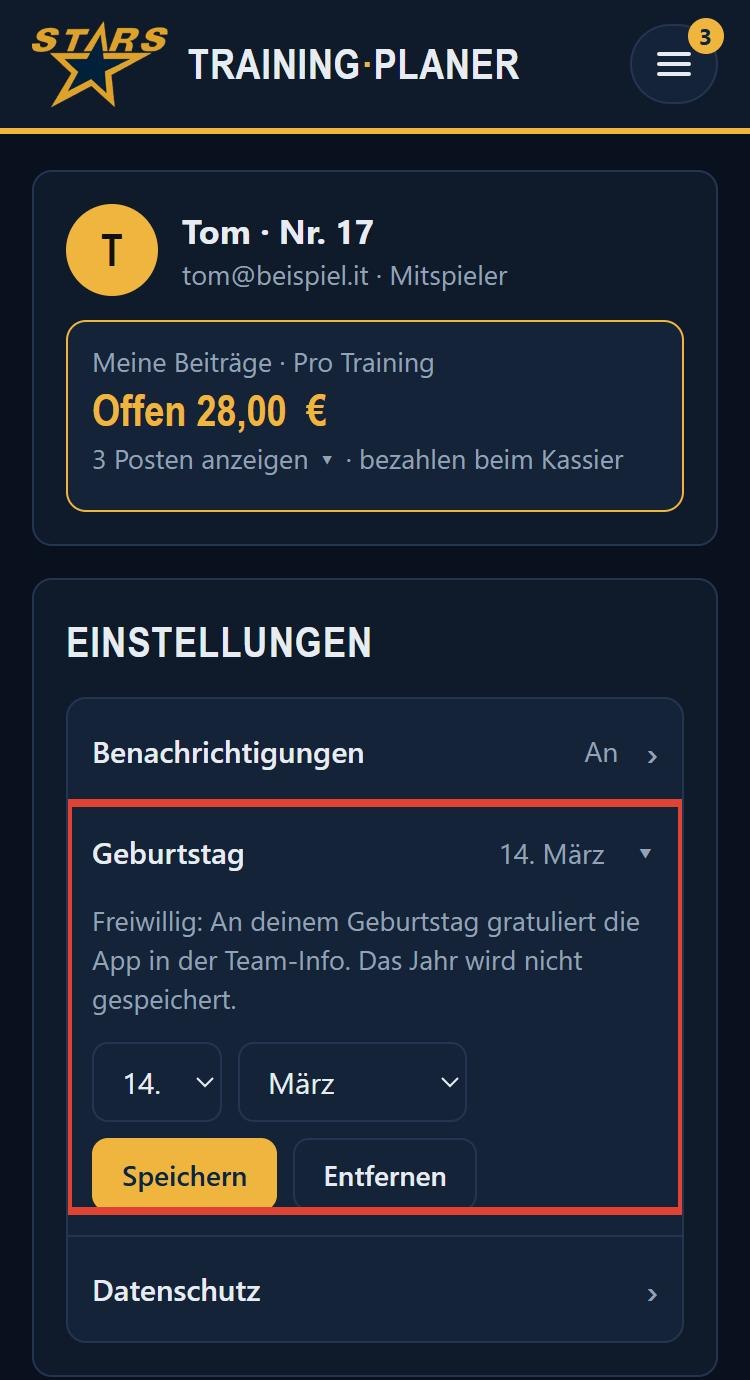 STARS
TRAINING·PLANER
3
T
Tom · Nr. 17
tom@beispiel.it · Mitspieler
Meine Beiträge · Pro Training
Offen 28,00 €
3 Posten anzeigen ▼ · bezahlen beim Kassier
EINSTELLUNGEN
Benachrichtigungen An ›
Geburtstag 14. März ▼
Freiwillig: An deinem Geburtstag gratuliert die
App in der Team-Info. Das Jahr wird nicht
gespeichert.
14. März
Speichern Entfernen
Datenschutz ›